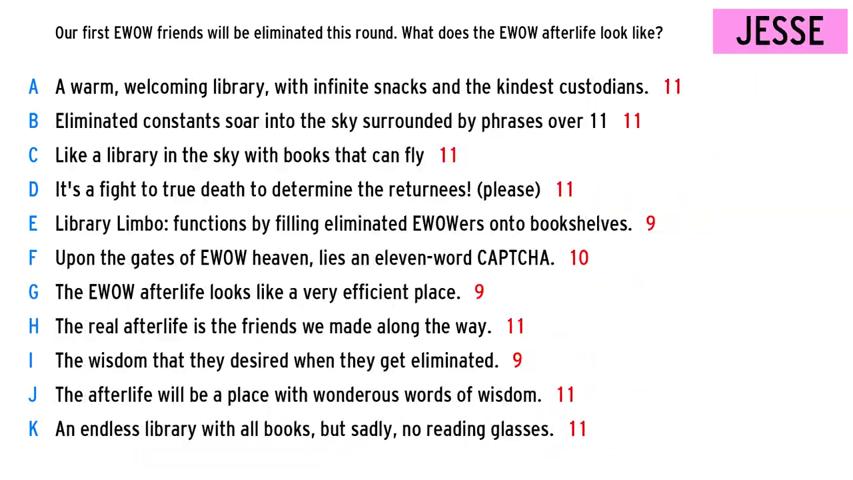 Our first EWOW friends will be eliminated this round. What does the EWOW afterlife look like?
JESSE
A A warm, welcoming library, with infinite snacks and the kindest custodians. 11
B Eliminated constants soar into the sky surrounded by phrases over 11 11
C Like a library in the sky with books that can fly 11
D It's a fight to true death to determine the returnees! (please) 11
E Library Limbo: functions by filling eliminated EWOWers onto bookshelves. 9
F Upon the gates of EWOW heaven, lies an eleven-word CAPTCHA. 10
G The EWOW afterlife looks like a very efficient place. 9
H The real afterlife is the friends we made along the way. 11
I The wisdom that they desired when they get eliminated. 9
J The afterlife will be a place with wonderous words of wisdom. 11
K An endless library with all books, but sadly, no reading glasses. 11